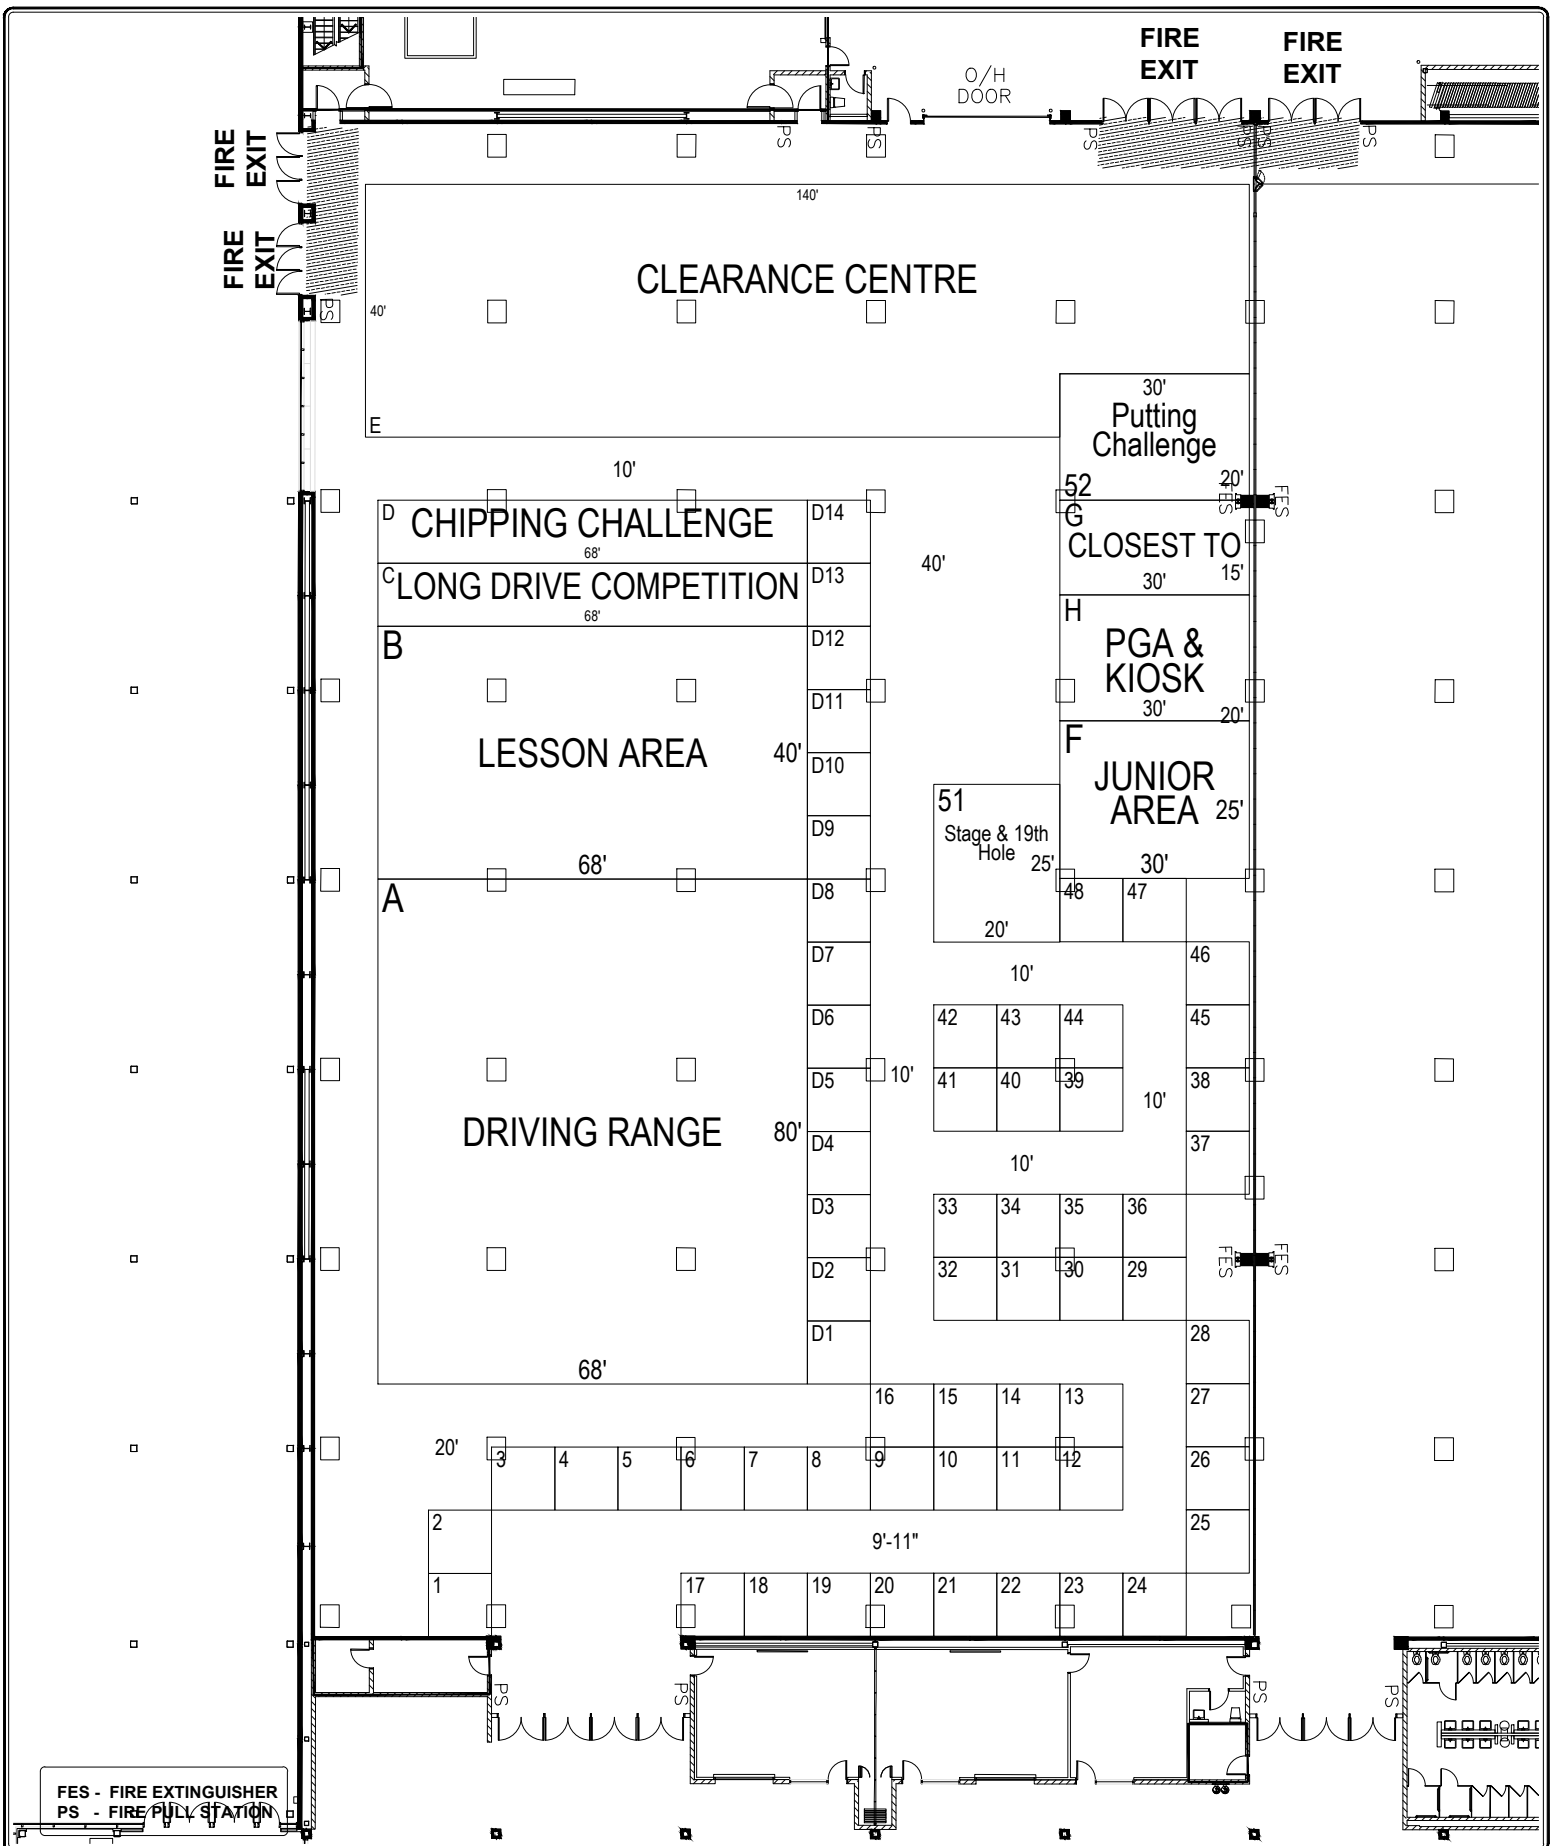 FIRE
EXIT
FIRE
EXIT
O/H
DOOR
FIRE
EXIT
FIRE
EXIT
PS
PS
PS
PS
PS
PS
PS
140'
CLEARANCE CENTRE
40'
E
30'
Putting
Challenge
20'
52
10'
D
CHIPPING CHALLENGE
68'
D14
FES
FES
G
CLOSEST TO
15'
30'
40'
C
LONG DRIVE COMPETITION
68'
D13
H
PGA &
KIOSK
30'
20'
B
LESSON AREA
40'
68'
D12
D11
D10
D9
F
JUNIOR
AREA
25'
30'
51
Stage & 19th
Hole
25'
20'
A
DRIVING RANGE
80'
68'
D8
D7
D6
D5
D4
D3
D2
D1
48
47
46
10'
42
43
44
45
10'
41
40
39
38
10'
37
10'
33
34
35
36
32
31
30
29
FES
FES
28
16
15
14
13
27
20'
3
4
5
6
7
8
9
10
11
12
26
2
9'-11"
25
1
17
18
19
20
21
22
23
24
PS
PS
PS
PS
FES - FIRE EXTINGUISHER
PS - FIRE PULL STATION